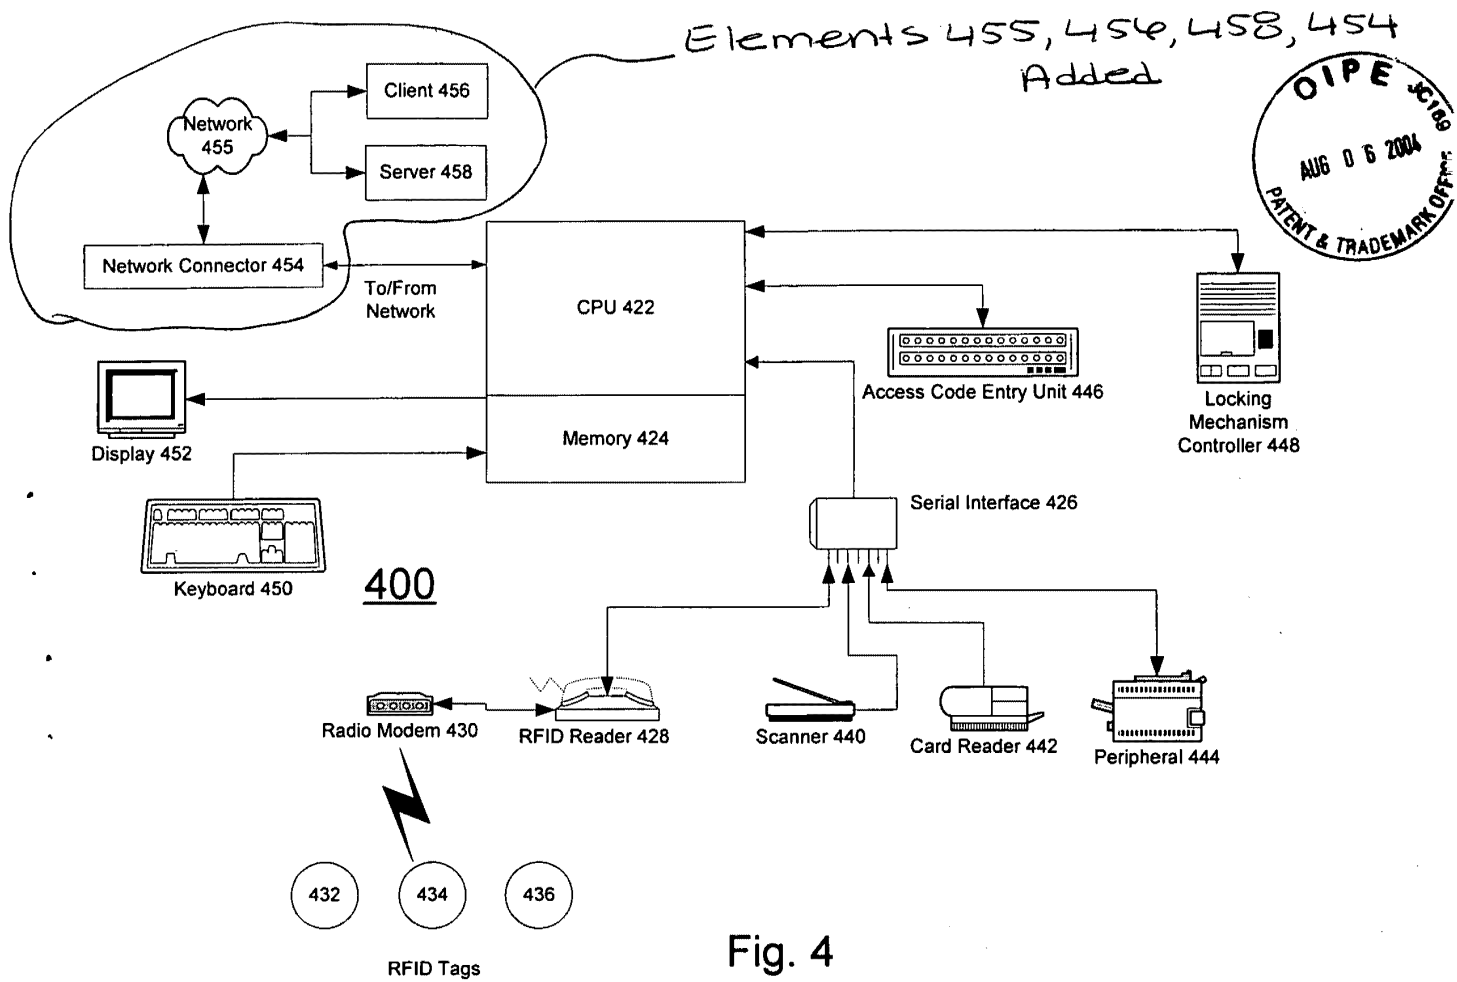 Elements 455, 456, 458, 454
Added
OIPE JC169
AUG 06 2004
PATENT & TRADEMARK OFFICE
Client 456
Network
455
Server 458
Network Connector 454
To/From
Network
CPU 422
Memory 424
Access Code Entry Unit 446
Locking
Mechanism
Controller 448
Display 452
Keyboard 450
400
Serial Interface 426
Radio Modem 430
RFID Reader 428
Scanner 440
Card Reader 442
Peripheral 444
432
434
436
RFID Tags
Fig. 4